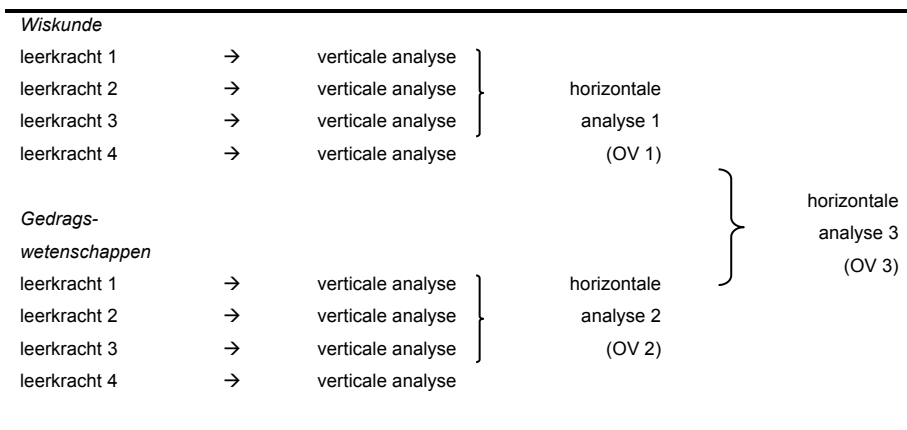 Wiskunde
leerkracht 1 → verticale analyse
leerkracht 2 → verticale analyse horizontale
leerkracht 3 → verticale analyse analyse 1
leerkracht 4 → verticale analyse (OV 1)
horizontale
Gedrags-
analyse 3
wetenschappen
(OV 3)
leerkracht 1 → verticale analyse horizontale
leerkracht 2 → verticale analyse analyse 2
leerkracht 3 → verticale analyse (OV 2)
leerkracht 4 → verticale analyse